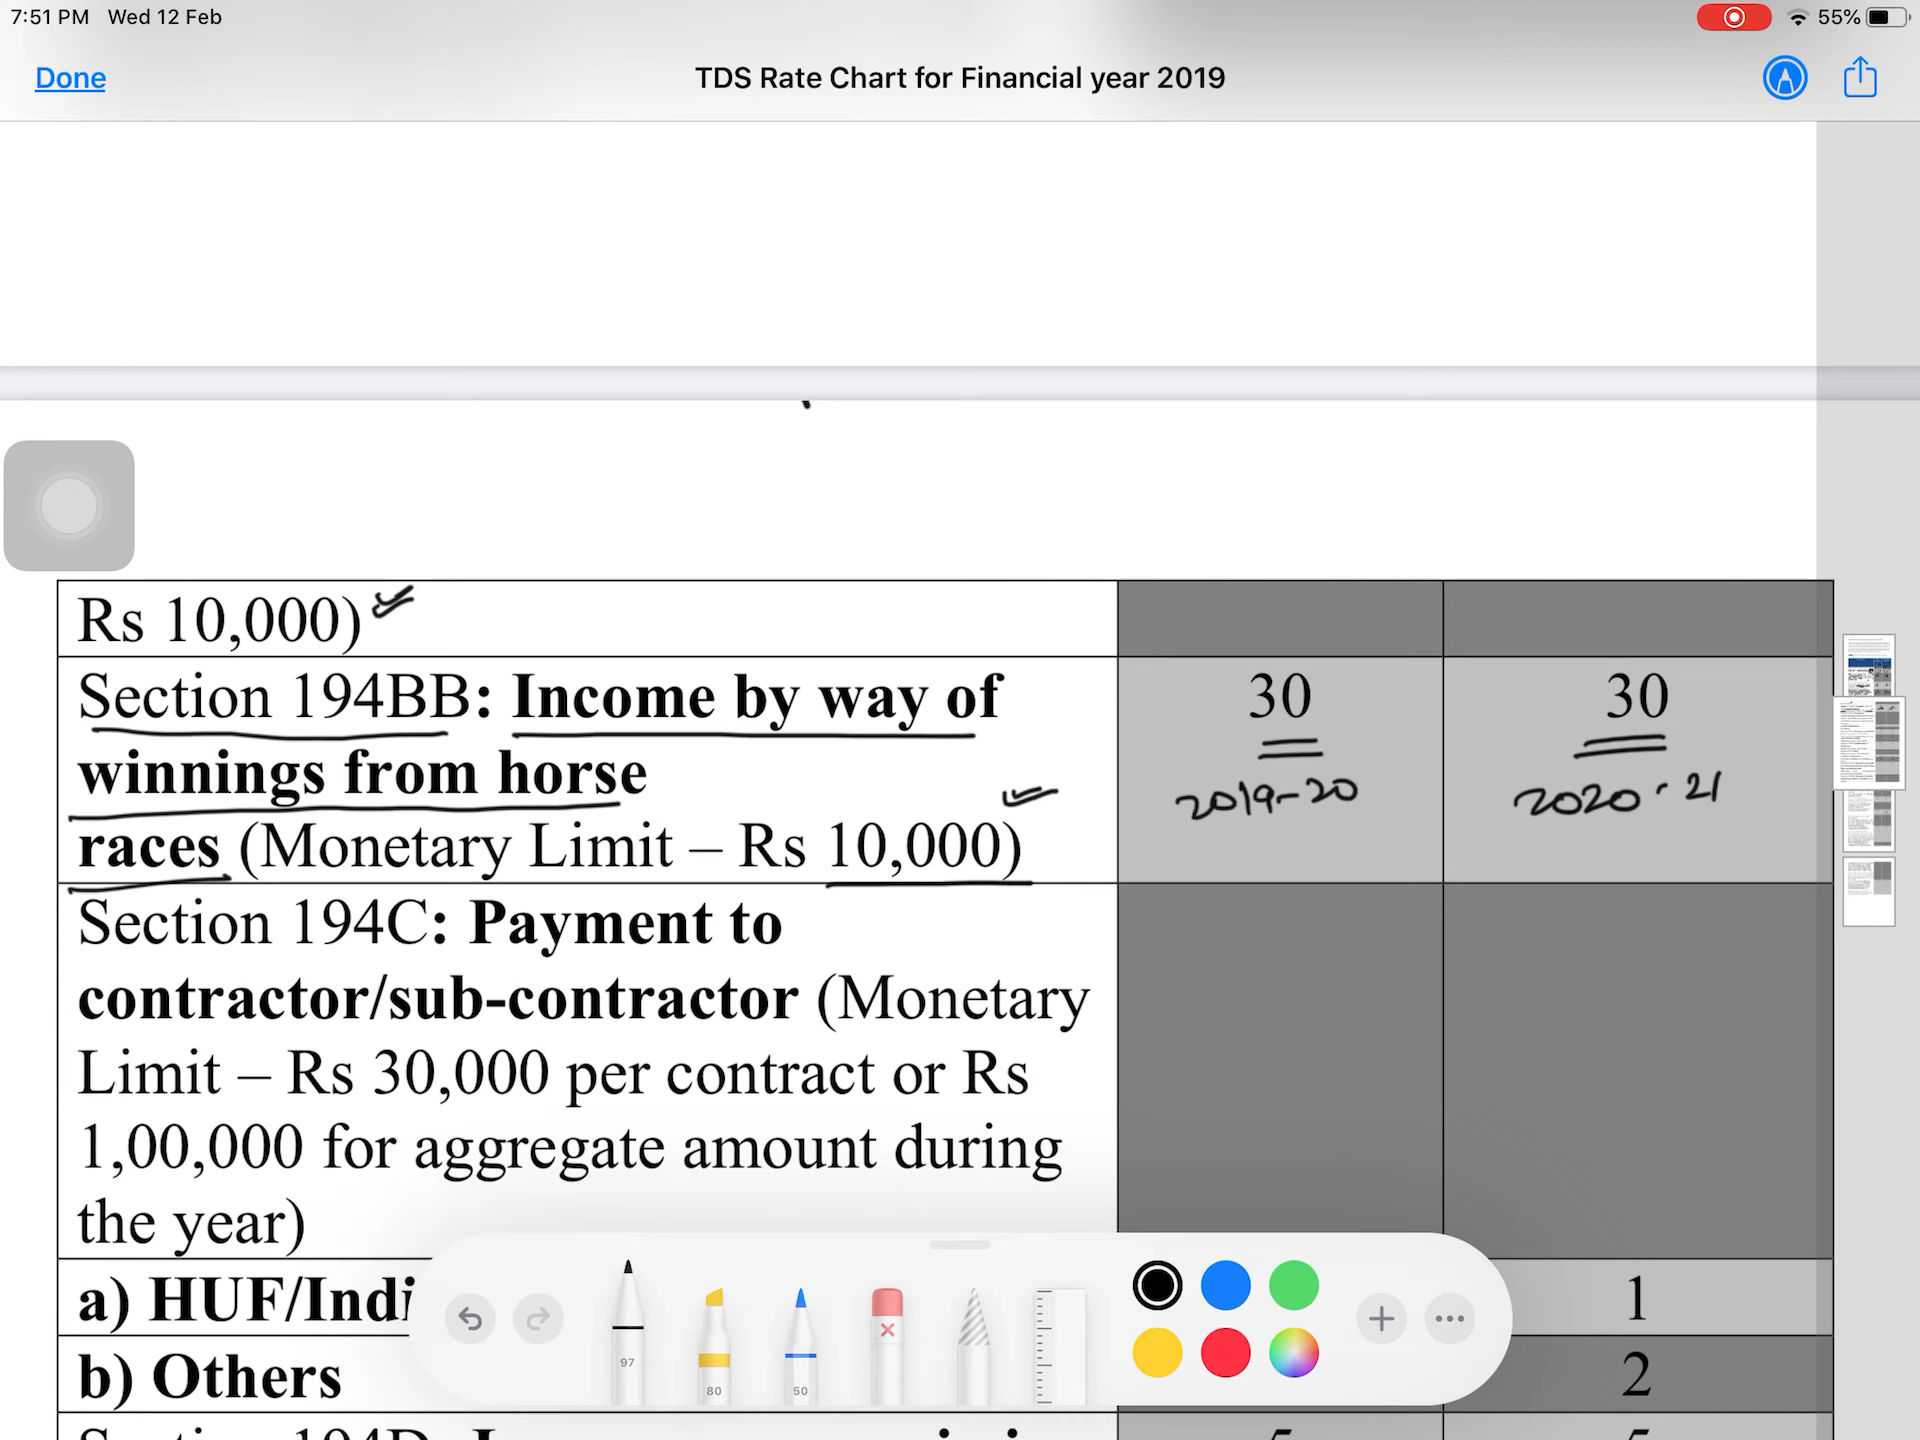 7:51 PM Wed 12 Feb
55%
Done
TDS Rate Chart for Financial year 2019
Rs 10,000)
Section 194BB: Income by way of
winnings from horse
races (Monetary Limit – Rs 10,000)
30
2019-20
30
2020-21
Section 194C: Payment to
contractor/sub-contractor (Monetary
Limit – Rs 30,000 per contract or Rs
1,00,000 for aggregate amount during
the year)
a) HUF/Indi
1
b) Others
2
97
80
50